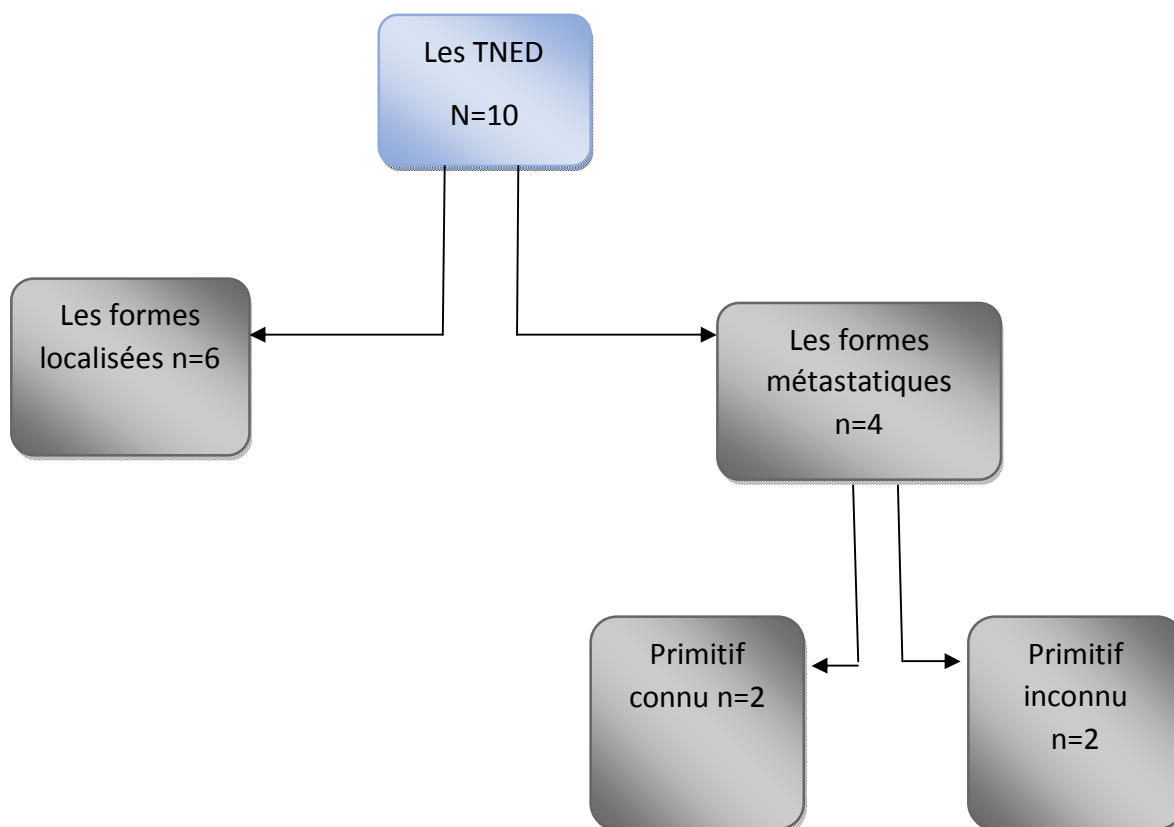 Les TNED
N=10
Les formes
localisées n=6
Les formes
métastatiques
n=4
Primitif
connu n=2
Primitif
inconnu
n=2